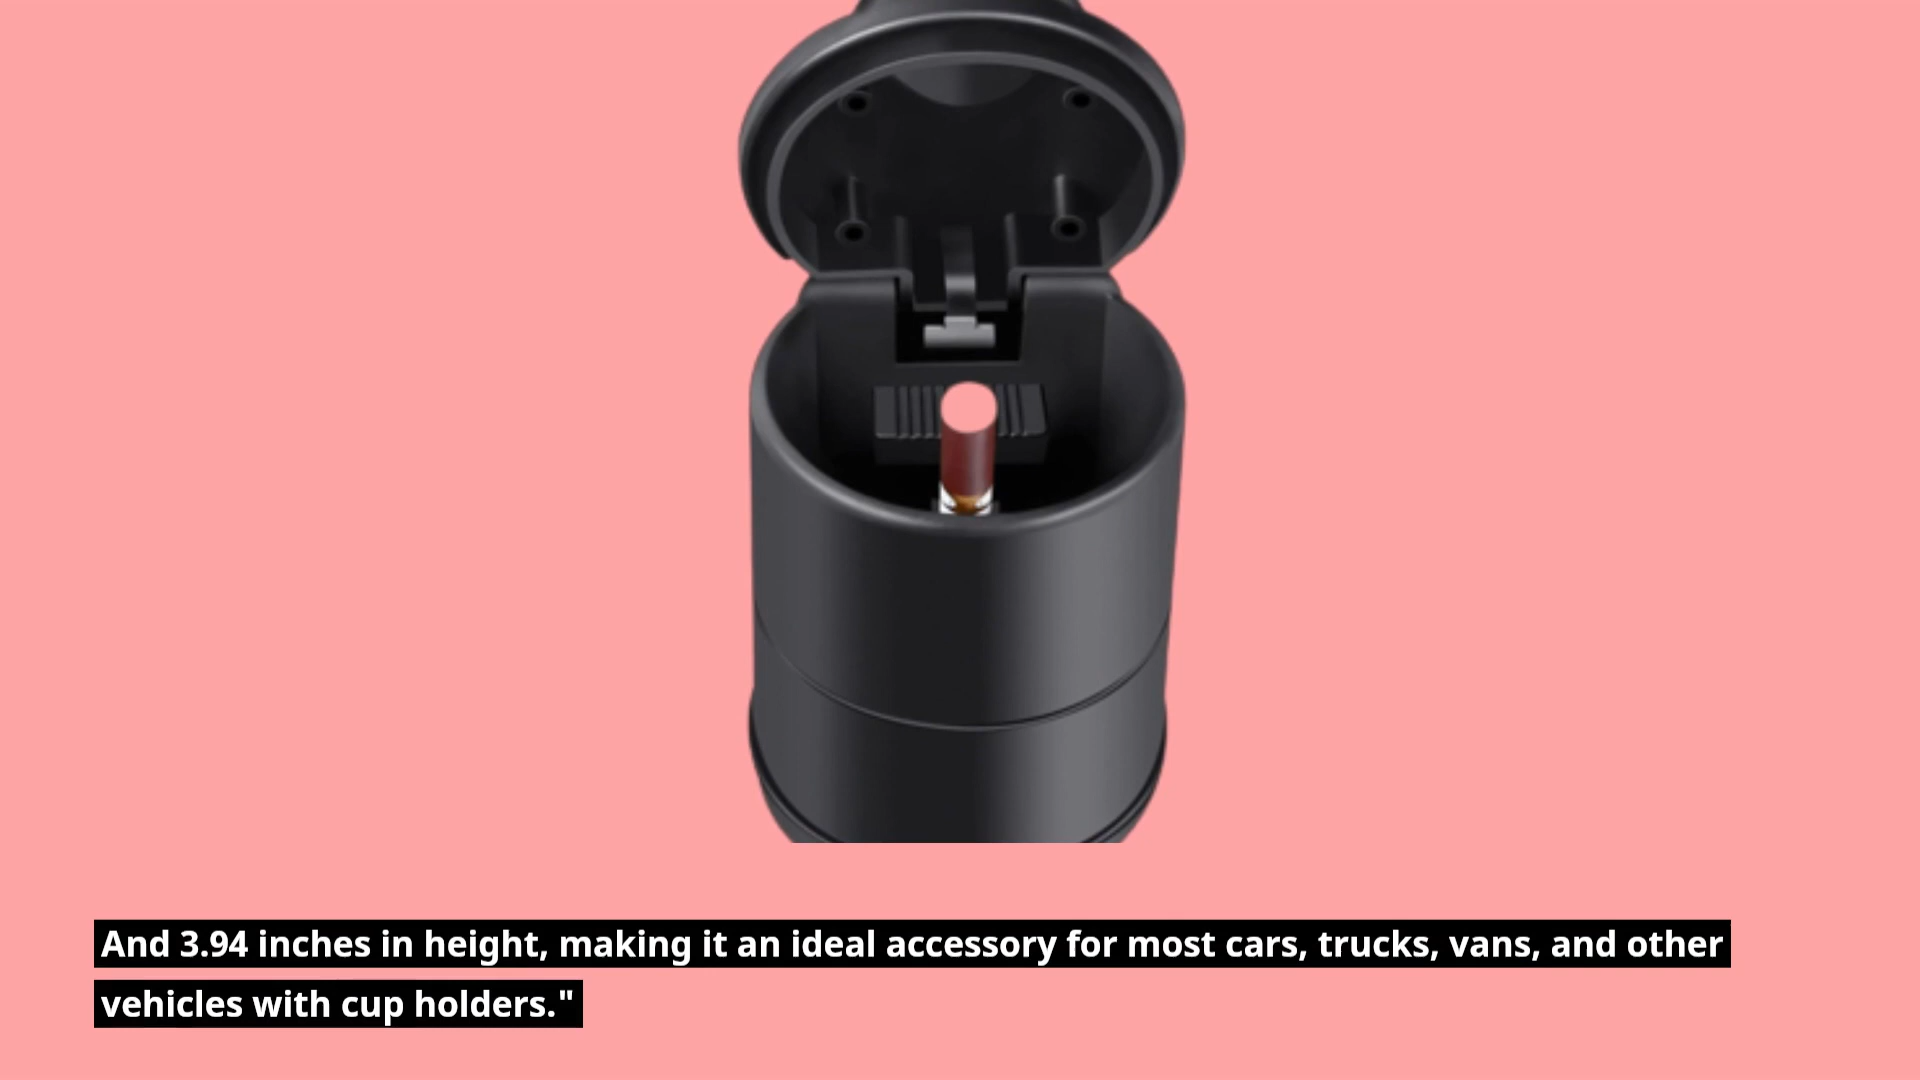 And 3.94 inches in height, making it an ideal accessory for most cars, trucks, vans, and other
vehicles with cup holders."